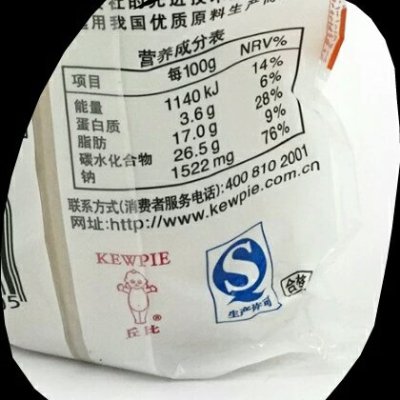 用我国优质原料生产
营养成分表
项目 每100g NRV%
能量 1140 kJ 14%
蛋白质 3.6 g 6%
脂肪 17.0 g 28%
碳水化合物 26.5 g 9%
钠 1522 mg 76%
联系方式(消费者服务电话):400 810 2001
网址:http://www.kewpie.com.cn
KEWPIE
丘比®
QS
生产许可
05